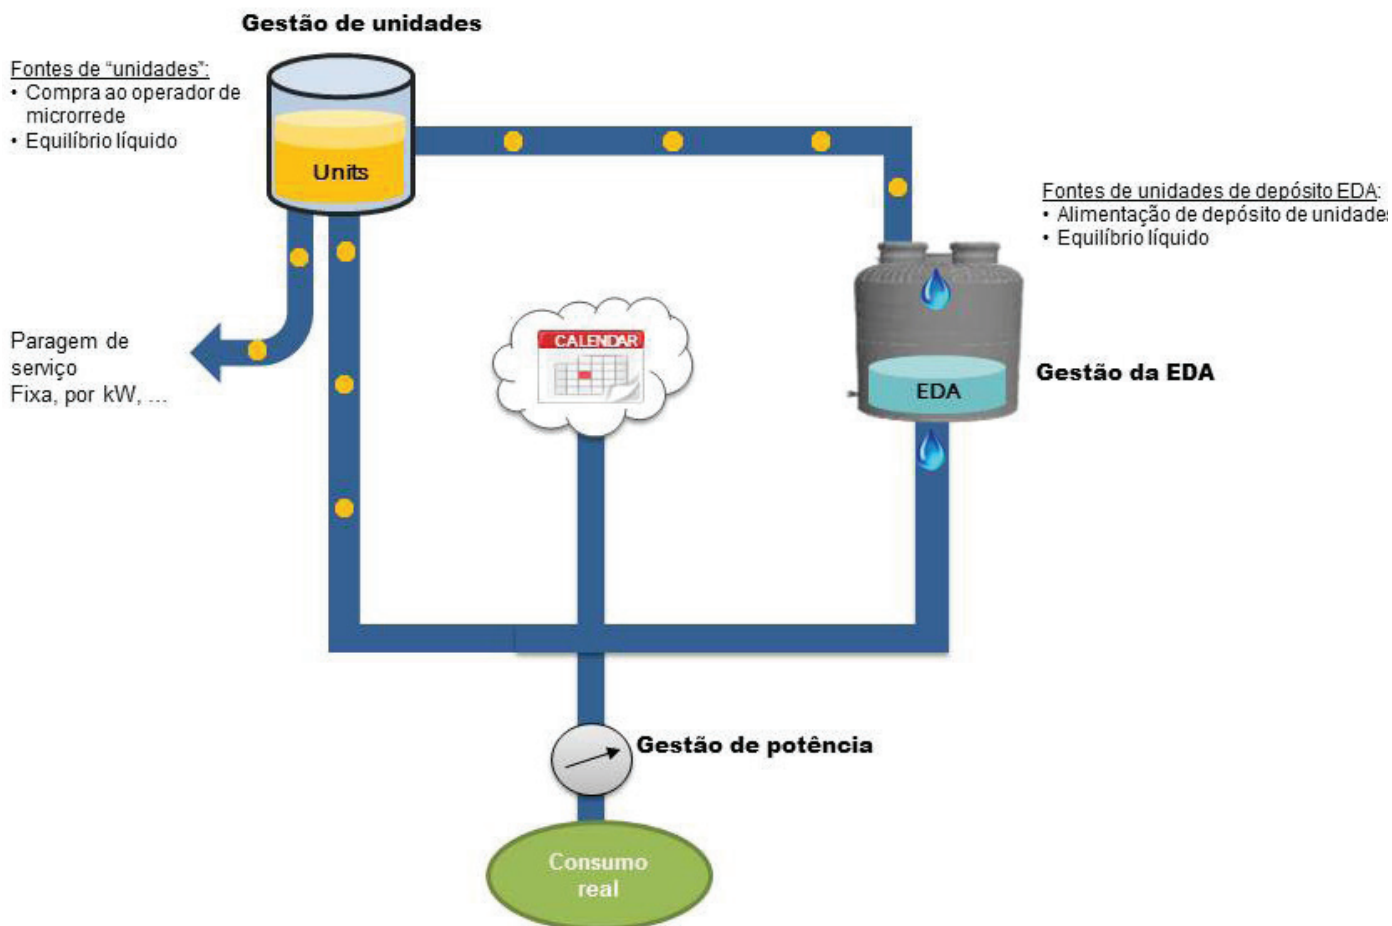 Gestão de unidades
Fontes de “unidades”:
• Compra ao operador de
microrrede
• Equilíbrio líquido
Units
Fontes de unidades de depósito EDA:
• Alimentação de depósito de unidades
• Equilíbrio líquido
Paragem de
serviço
Fixa, por kW, ...
CALENDAR
EDA
Gestão da EDA
Gestão de potência
Consumo
real